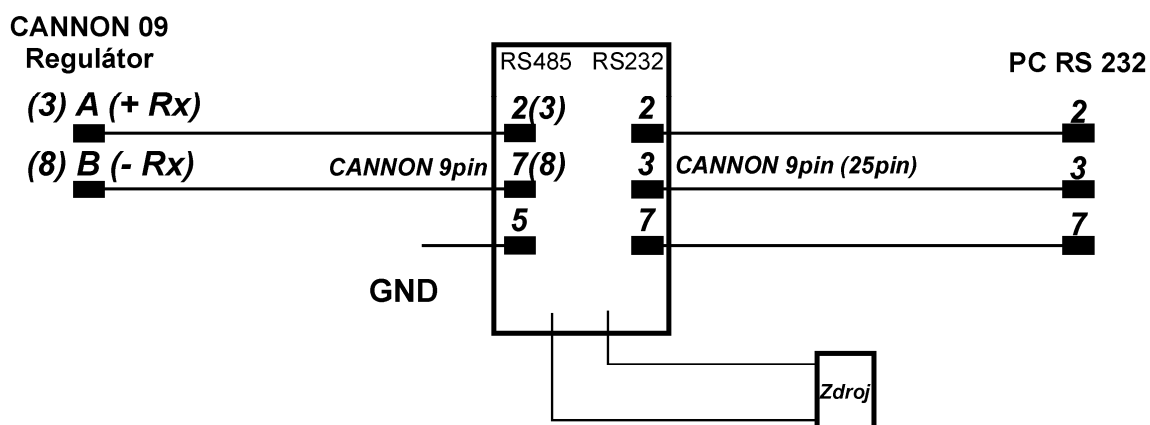 CANNON 09
Regulátor
RS485 RS232
PC RS 232
(3) A (+ Rx)
2(3)
2
2
(8) B (- Rx)
CANNON 9pin
7(8)
3
CANNON 9pin (25pin)
3
5
7
7
GND
Zdroj